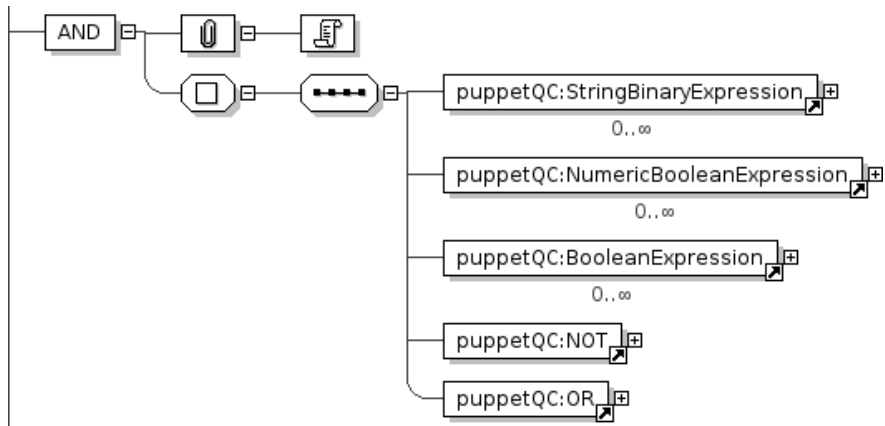 AND
puppetQC:StringBinaryExpression
0..∞
puppetQC:NumericBooleanExpression
0..∞
puppetQC:BooleanExpression
0..∞
puppetQC:NOT
puppetQC:OR